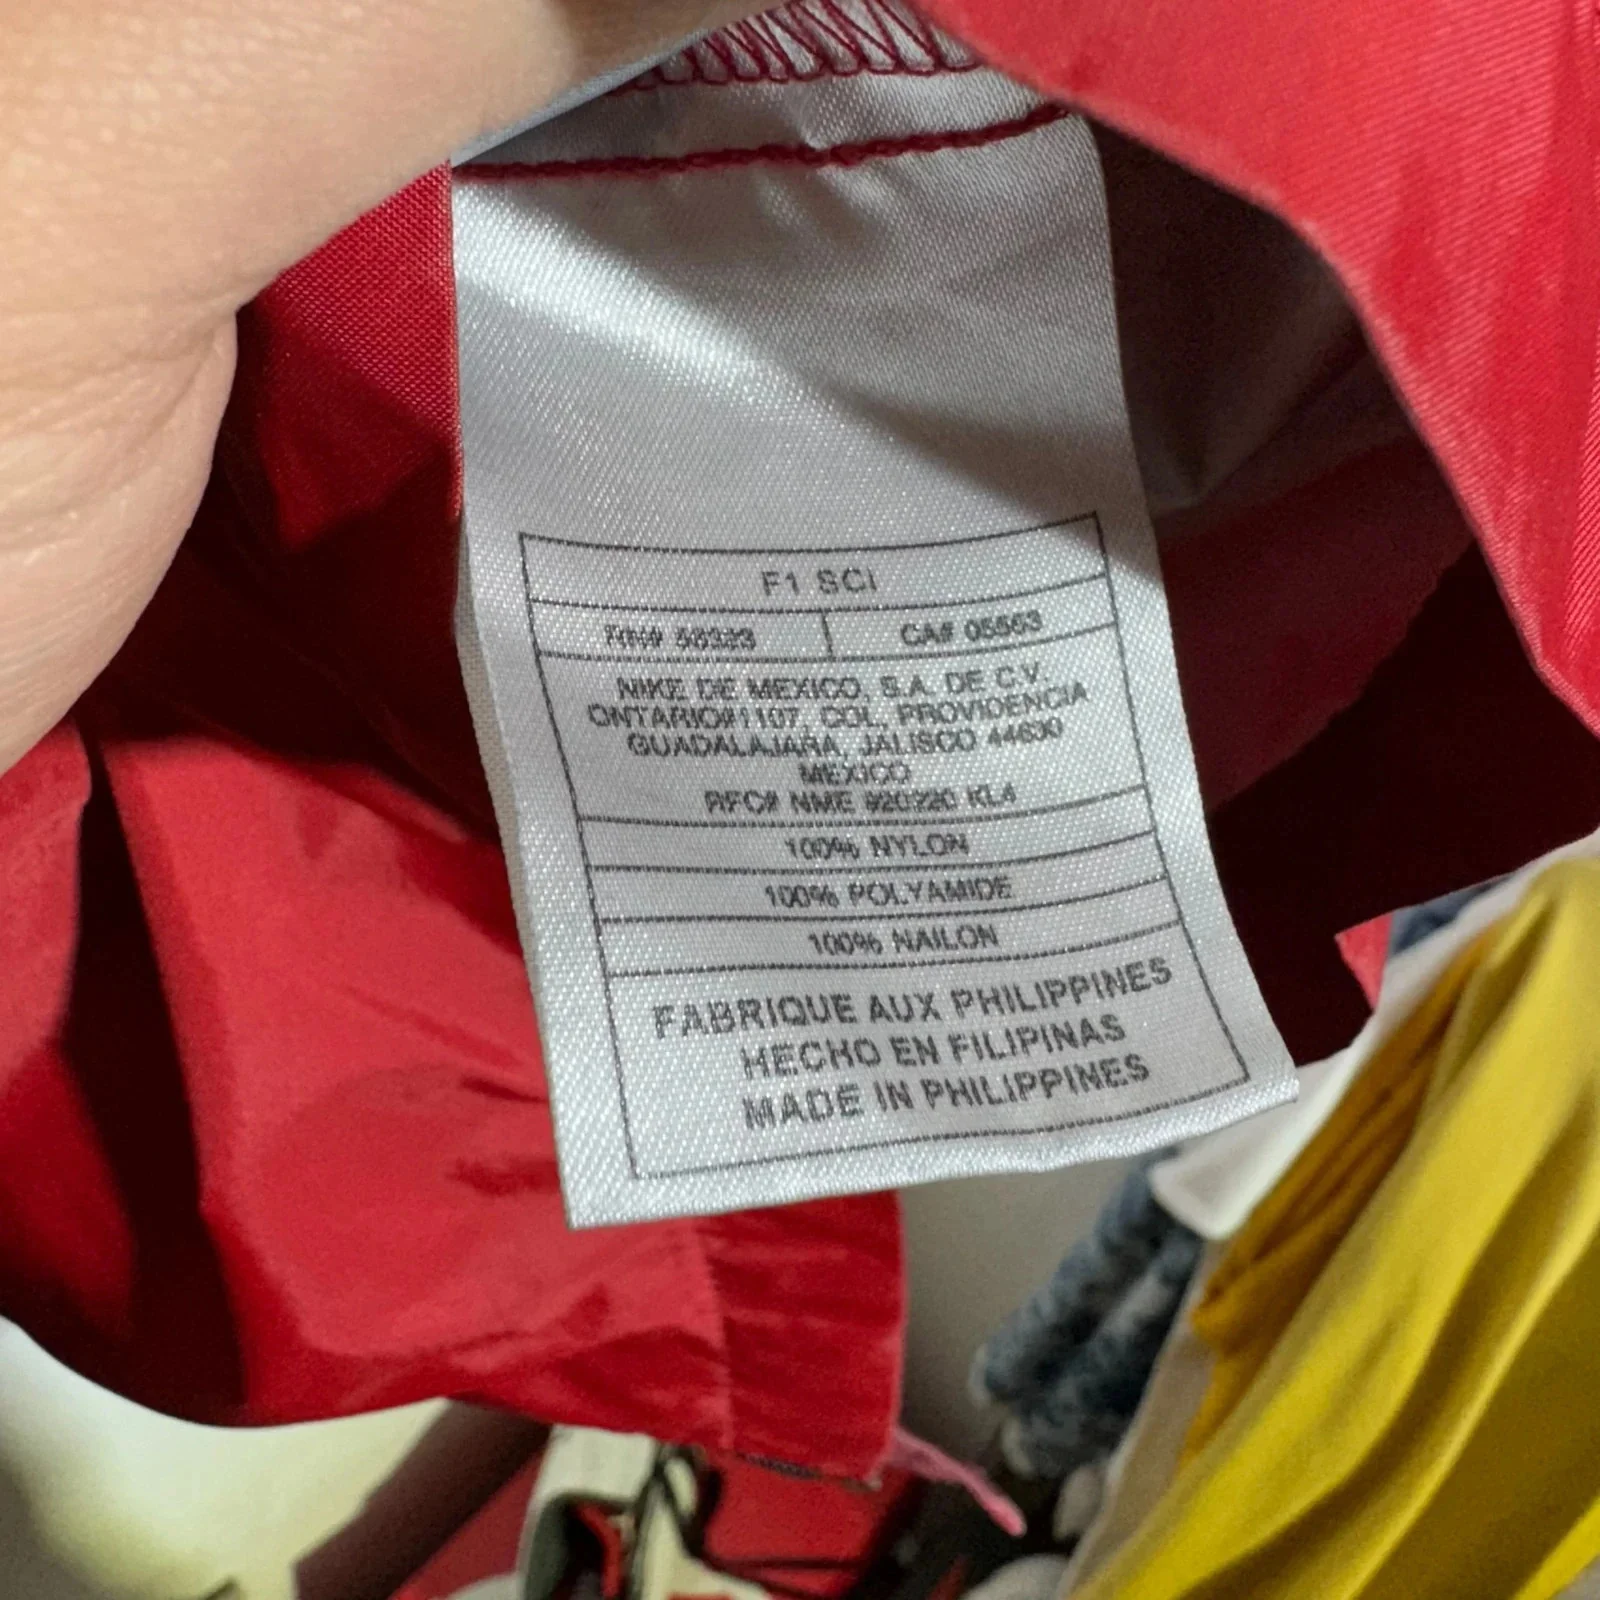 F1 SCI
RN# 56323 CA# 05553
NIKE DE MEXICO, S.A. DE C.V.
ONTARIO#1107, COL, PROVIDENCIA
GUADALAJARA, JALISCO 44630
MEXICO
RFC# NME 920220 KL4
100% NYLON
100% POLYAMIDE
100% NAILON
FABRIQUE AUX PHILIPPINES
HECHO EN FILIPINAS
MADE IN PHILIPPINES